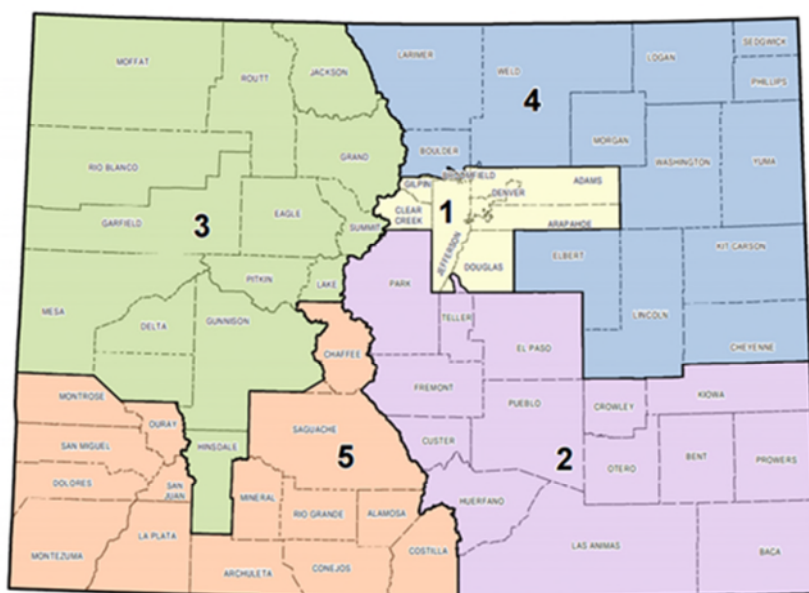 MOFFAT
ROUTT
JACKSON
LARIMER
WELD
LOGAN
SEDGWICK
PHILLIPS
4
MORGAN
RIO BLANCO
GRAND
BOULDER
WASHINGTON
YUMA
GILPIN
BROOMFIELD
DENVER
ADAMS
GARFIELD
3
EAGLE
SUMMIT
CLEAR
CREEK
1
ARAPAHOE
JEFFERSON
DOUGLAS
ELBERT
KIT CARSON
MESA
PITKIN
LAKE
PARK
LINCOLN
DELTA
GUNNISON
TELLER
CHEYENNE
CHAFFEE
EL PASO
MONTROSE
FREMONT
KIOWA
OURAY
PUEBLO
CROWLEY
SAN MIGUEL
HINSDALE
SAGUACHE
CUSTER
5
2
OTERO
BENT
PROWERS
DOLORES
SAN
JUAN
MINERAL
RIO GRANDE
ALAMOSA
HUERFANO
LA PLATA
MONTEZUMA
ARCHULETA
CONEJOS
COSTILLA
LAS ANIMAS
BACA